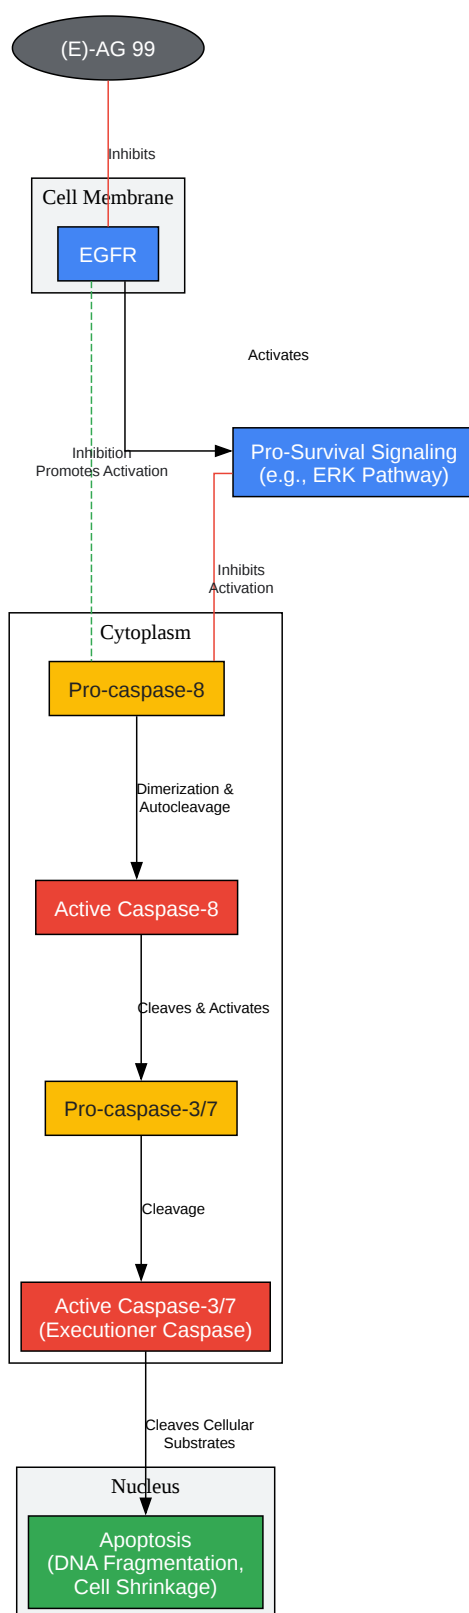 (E)-AG 99
Inhibits
Cell Membrane
EGFR
Activates
Pro-Survival Signaling
(e.g., ERK Pathway)
Inhibition
Promotes Activation
Inhibits
Activation
Cytoplasm
Pro-caspase-8
Dimerization &
Autocleavage
Active Caspase-8
Cleaves & Activates
Pro-caspase-3/7
Cleavage
Active Caspase-3/7
(Executioner Caspase)
Cleaves Cellular
Substrates
Nucleus
Apoptosis
(DNA Fragmentation,
Cell Shrinkage)